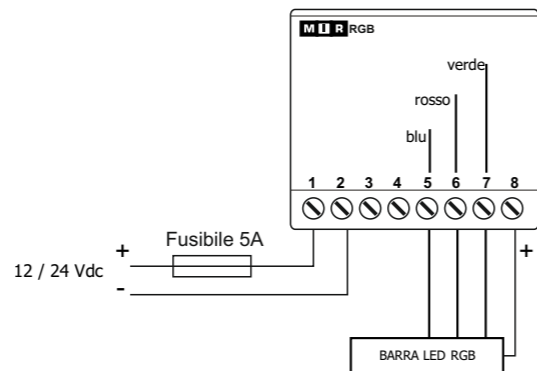 MIR RGB
verde
rosso
blu
1 2 3 4 5 6 7 8
Fusibile 5A
+
12 / 24 Vdc
-
+
BARRA LED RGB